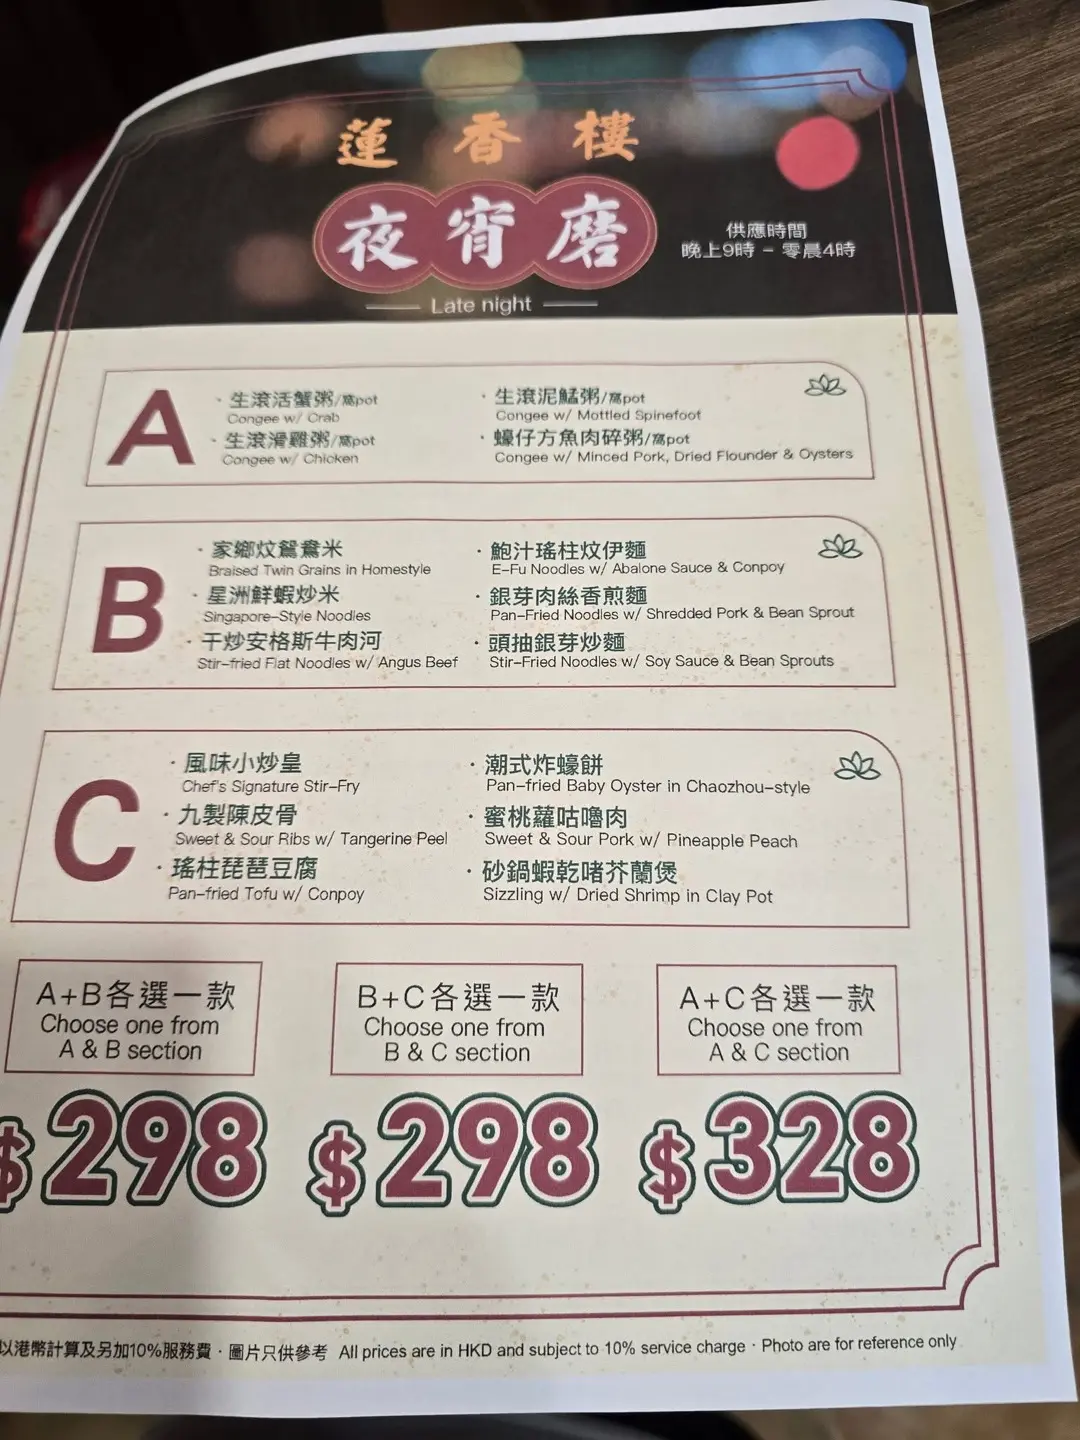 蓮香樓
夜宵磨
Late night
供應時間
晚上9時 - 零晨4時
A
· 生滾活蟹粥/窩pot
Congee w/ Crab
· 生滾滑雞粥/窩pot
Congee w/ Chicken
· 生滾泥鯭粥/窩pot
Congee w/ Mottled Spinefoot
· 蠔仔方魚肉碎粥/窩pot
Congee w/ Minced Pork, Dried Flounder & Oysters
B
· 家鄉炆鴛鴦米
Braised Twin Grains in Homestyle
· 星洲鮮蝦炒米
Singapore-Style Noodles
· 干炒安格斯牛肉河
Stir-fried Flat Noodles w/ Angus Beef
· 鮑汁瑤柱炆伊麵
E-Fu Noodles w/ Abalone Sauce & Conpoy
· 銀芽肉絲香煎麵
Pan-Fried Noodles w/ Shredded Pork & Bean Sprout
· 頭抽銀芽炒麵
Stir-Fried Noodles w/ Soy Sauce & Bean Sprouts
C
· 風味小炒皇
Chef's Signature Stir-Fry
· 九製陳皮骨
Sweet & Sour Ribs w/ Tangerine Peel
· 瑤柱琵琶豆腐
Pan-fried Tofu w/ Conpoy
· 潮式炸蠔餅
Pan-fried Baby Oyster in Chaozhou-style
· 蜜桃蘿咕嚕肉
Sweet & Sour Pork w/ Pineapple Peach
· 砂鍋蝦乾啫芥蘭煲
Sizzling w/ Dried Shrimp in Clay Pot
A+B各選一款
Choose one from
A & B section
$298
B+C各選一款
Choose one from
B & C section
$298
A+C各選一款
Choose one from
A & C section
$328
以港幣計算及另加10%服務費 · 圖片只供參考 All prices are in HKD and subject to 10% service charge · Photo are for reference only